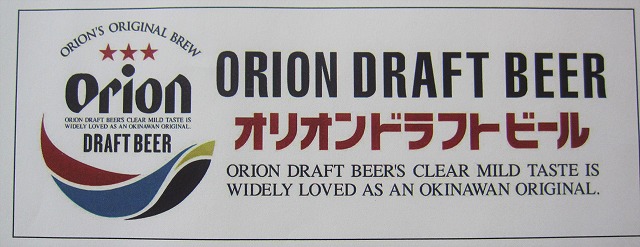 ORION'S ORIGINAL BREW
Orion
ORION DRAFT BEER'S CLEAR MILD TASTE IS
WIDELY LOVED AS AN OKINAWAN ORIGINAL.
DRAFT BEER
ORION DRAFT BEER
オリオンドラフトビール
ORION DRAFT BEER'S CLEAR MILD TASTE IS
WIDELY LOVED AS AN OKINAWAN ORIGINAL.